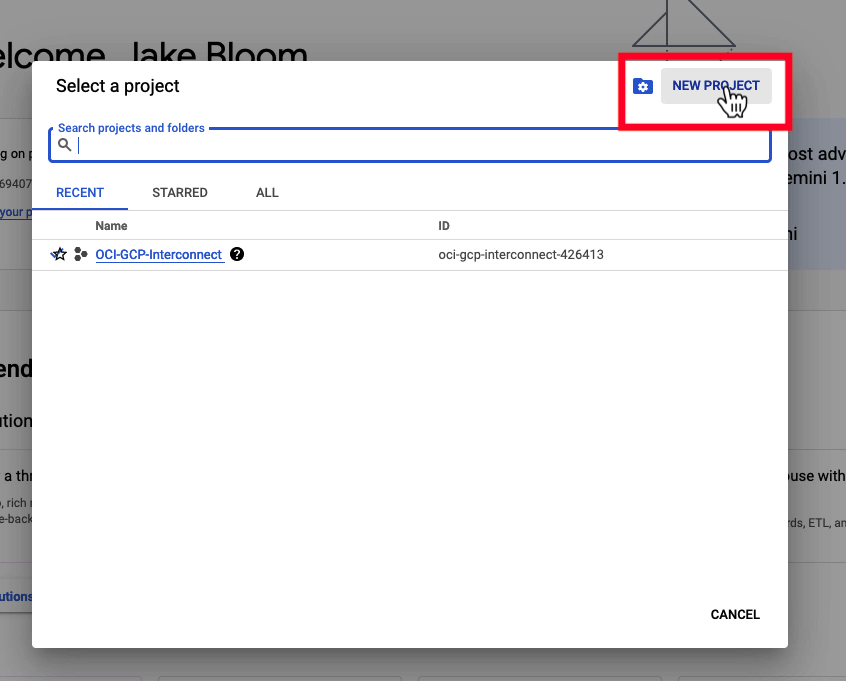 elcome, Jake Bloom
Select a project
NEW PROJECT
Search projects and folders
RECENT STARRED ALL
Name ID
OCI-GCP-Interconnect ? oci-gcp-interconnect-426413
CANCEL
ng on p
69407
your p
ost adv
emini 1.
ni
end
ution
a thr
, rich
e-back
utions
ouse with
rds, ETL, an